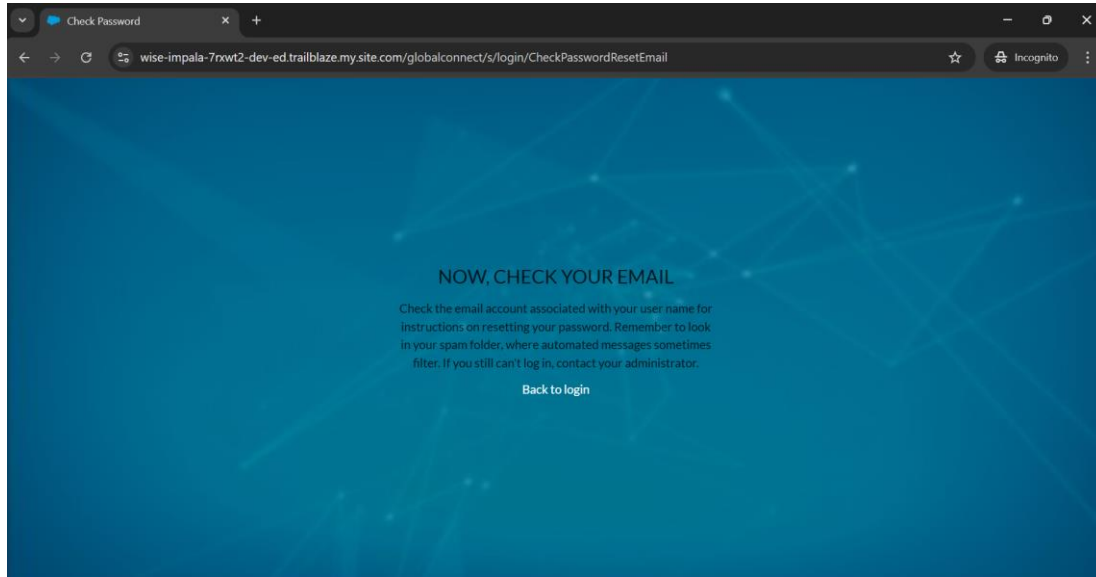 Check Password
wise-impala-7rxwt2-dev-ed.trailblaze.my.site.com/globalconnect/s/login/CheckPasswordResetEmail
Incognito
NOW, CHECK YOUR EMAIL
Check the email account associated with your user name for
instructions on resetting your password. Remember to look
in your spam folder, where automated messages sometimes
filter. If you still can't log in, contact your administrator.
Back to login